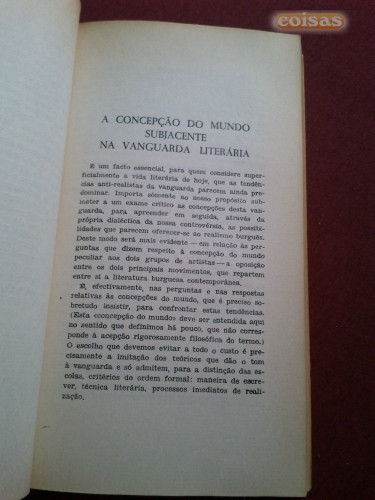 coisas
A CONCEPÇÃO DO MUNDO
SUBJACENTE
NA VANGUARDA LITERÁRIA
É um facto essencial, para quem considere super-
ficialmente a vida literária de hoje, que as tendên-
cias anti-realistas da vanguarda parecem ainda pre-
dominar. Importa sòmente ao nosso propósito sub-
meter a um exame crítico as concepções desta van-
guarda, para apreender em seguida, através da
própria dialéctica da nossa controvérsia, as possibi-
lidades que parecem oferecer-se ao realismo burguês.
Deste modo será mais evidente — em relação às per-
guntas que dizem respeito à concepção do mundo
peculiar aos dois grupos de artistas — a oposição
entre os dois principais movimentos, que repartem
entre si a literatura burguesa contemporânea.
É, efectivamente, nas perguntas e nas respostas
relativas às concepções do mundo, que é preciso so-
bretudo insistir, para confrontar estas tendências.
(Esta «concepção do mundo» deve ser entendida aqui
no sentido que definimos há pouco, que não corres-
ponde à acepção rigorosamente filosófica do termo.)
O escolho que devemos evitar a todo o custo é pre-
cisamente a imitação dos teóricos que dão o tom
à vanguarda e só admitem, para a distinção das es-
colas, critérios de ordem formal: maneira de escre-
ver, técnica literária, processos imediatos de reali-
zação.